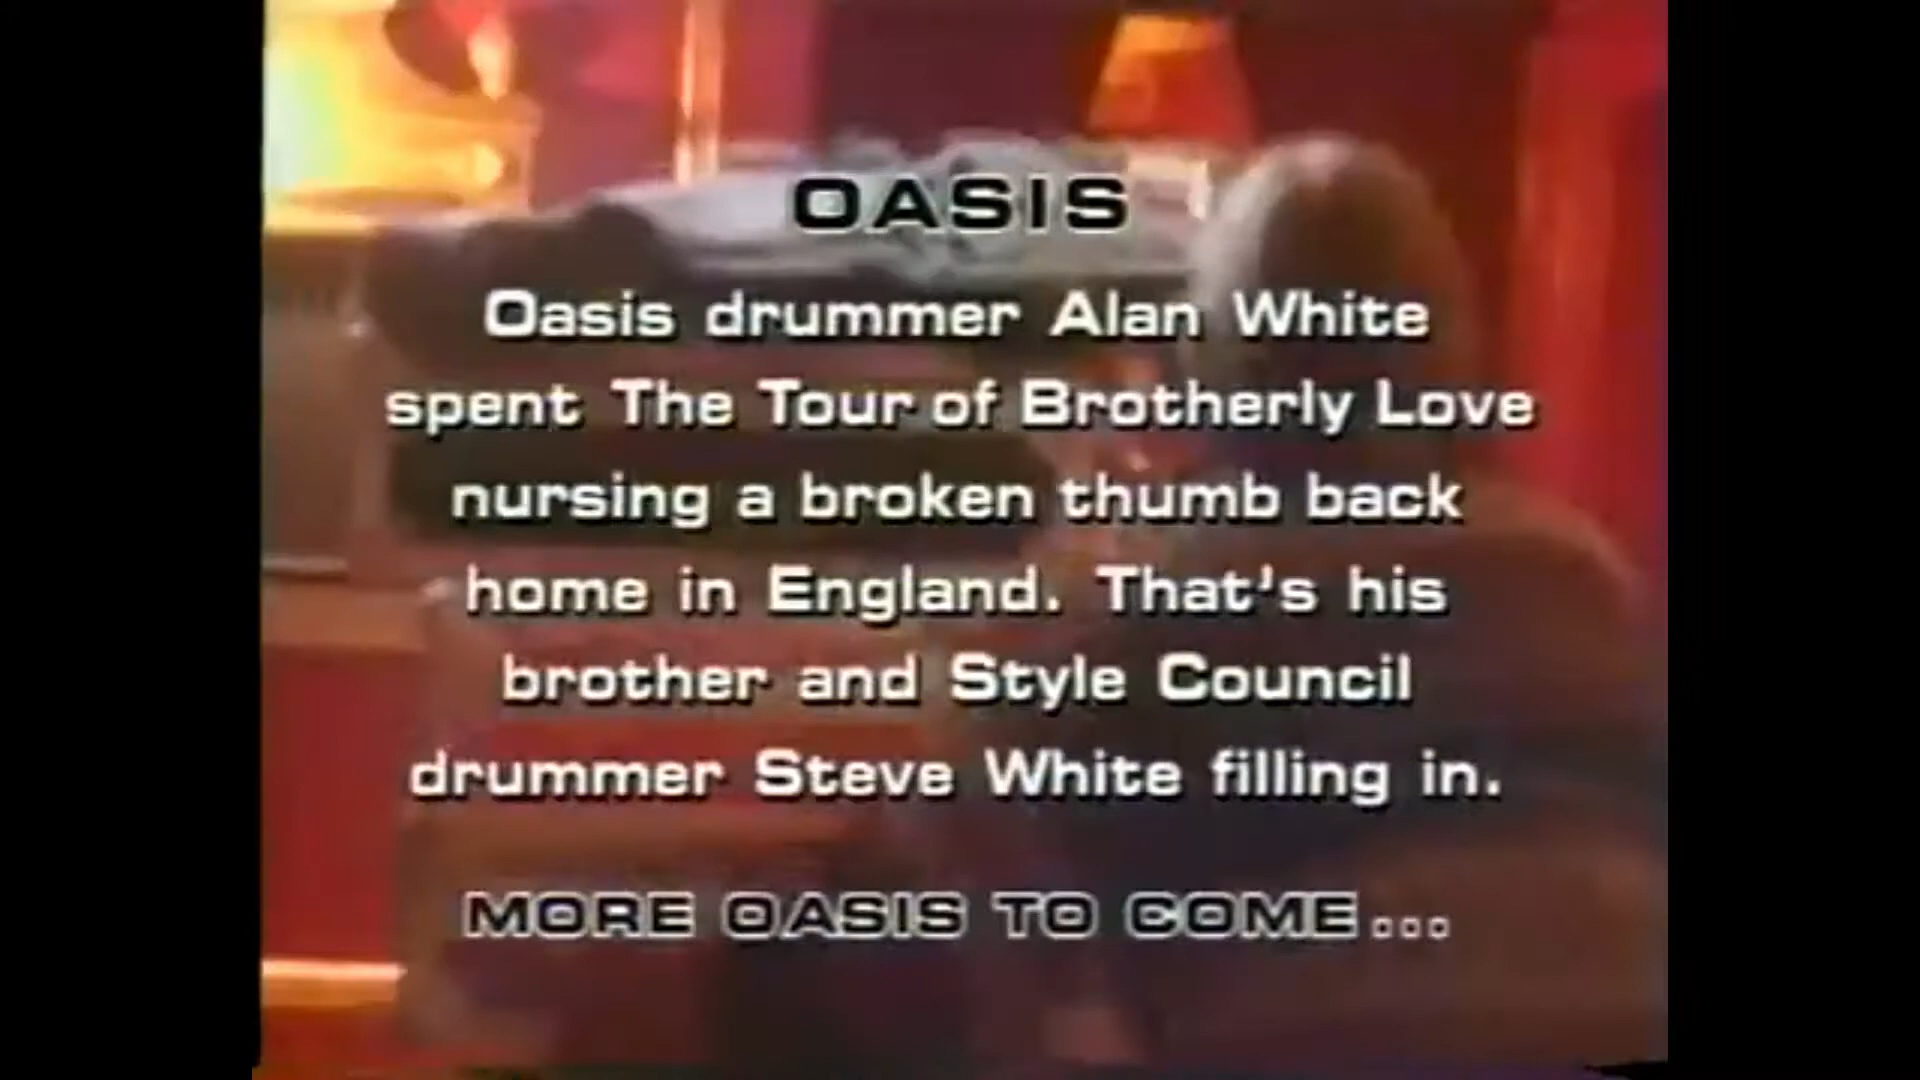 OASIS
Oasis drummer Alan White
spent The Tour of Brotherly Love
nursing a broken thumb back
home in England. That's his
brother and Style Council
drummer Steve White filling in.
MORE OASIS TO COME...